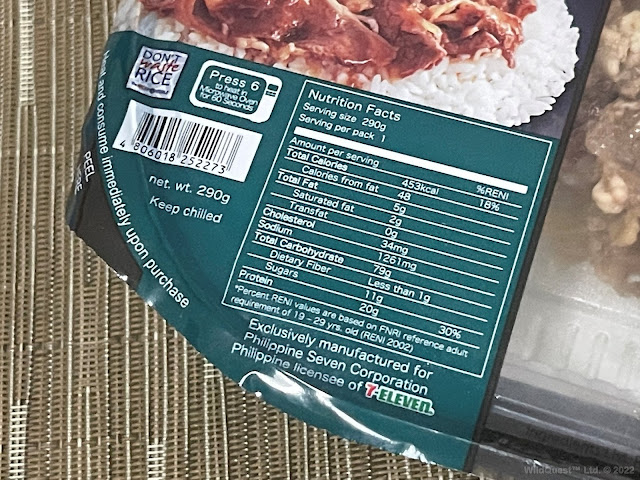 DON'T
waste
RICE
Press 6
to heat in
Microwave Oven
for 60 Seconds
4 806018 252273
net. wt. 290g
Keep chilled
PEEL
Heat and consume immediately upon purchase
Nutrition Facts
Serving size 290g
Serving per pack 1
Amount per serving %RENI
Total Calories 453kcal 18%
Calories from fat 48
Total Fat 5g
Saturated fat 2g
Transfat 0g
Cholesterol 34mg
Sodium 1261mg
Total Carbohydrate 79g
Dietary Fiber Less than 1g
Sugars 11g
Protein 20g 30%
*Percent RENI values are based on FNRI reference adult
requirement of 19 - 29 yrs. old (RENI 2002)
Exclusively manufactured for
Philippine Seven Corporation
Philippine licensee of 7-ELEVEN
WildQuest™ Ltd. © 2022